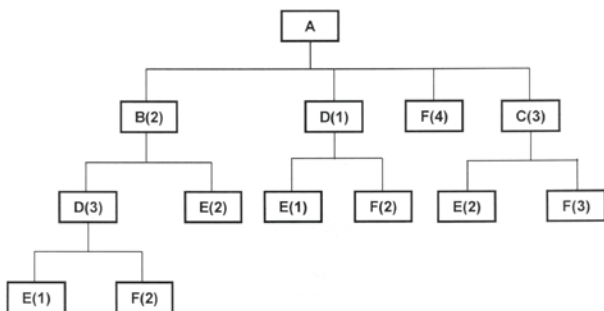 A
B(2) D(1) F(4) C(3)
D(3) E(2) E(1) F(2) E(2) F(3)
E(1) F(2)